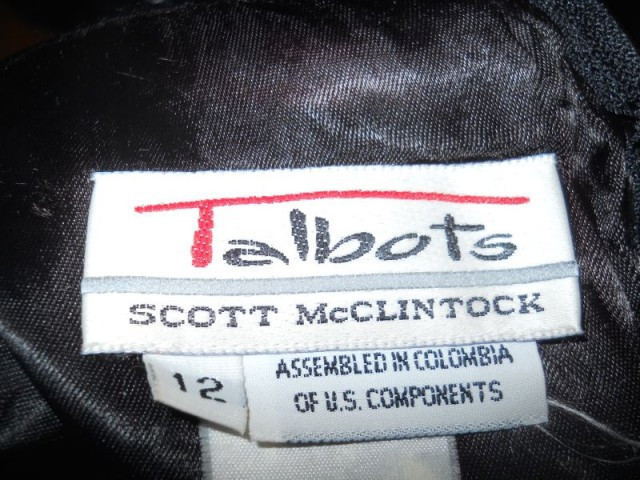 Talbots
SCOTT McCLINTOCK
12
ASSEMBLED IN COLOMBIA
OF U.S. COMPONENTS